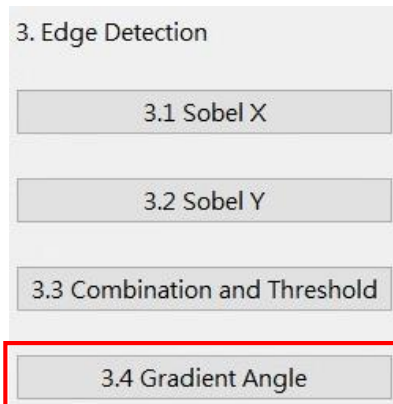 3. Edge Detection
3.1 Sobel X
3.2 Sobel Y
3.3 Combination and Threshold
3.4 Gradient Angle